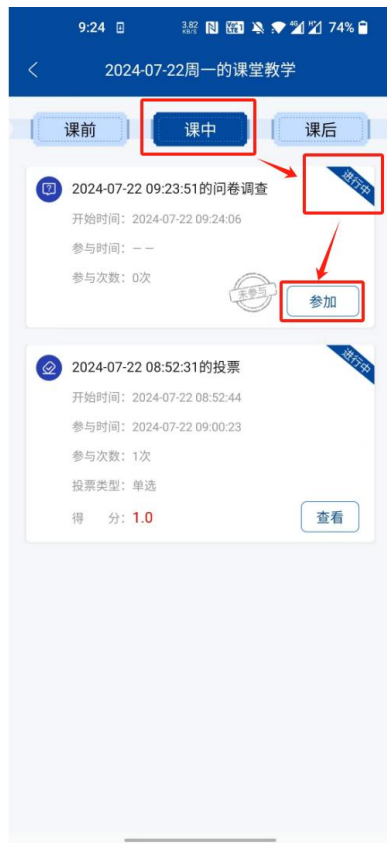 9:24 3.82 KB/S 74%
2024-07-22周一的课堂教学
课前 课中 课后
进行中
2024-07-22 09:23:51的问卷调查
开始时间：2024-07-22 09:24:06
参与时间：－－
参与次数：0次
未参与
参加
进行中
2024-07-22 08:52:31的投票
开始时间：2024-07-22 08:52:44
参与时间：2024-07-22 09:00:23
参与次数：1次
投票类型：单选
得 分：1.0 查看